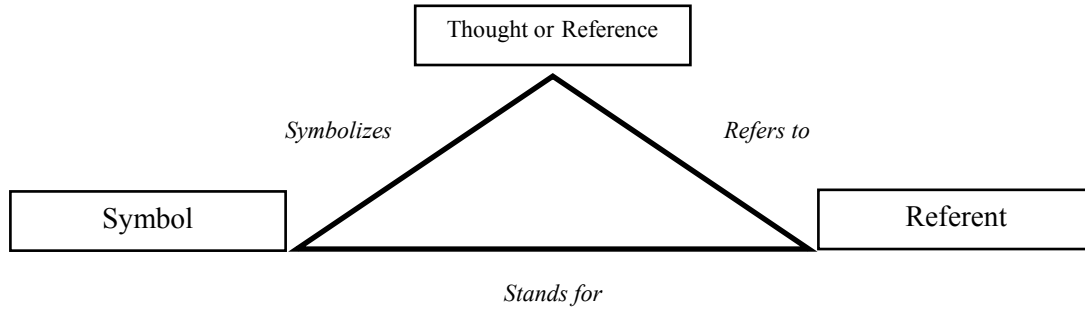 Thought or Reference
Symbolizes
Refers to
Symbol
Referent
Stands for